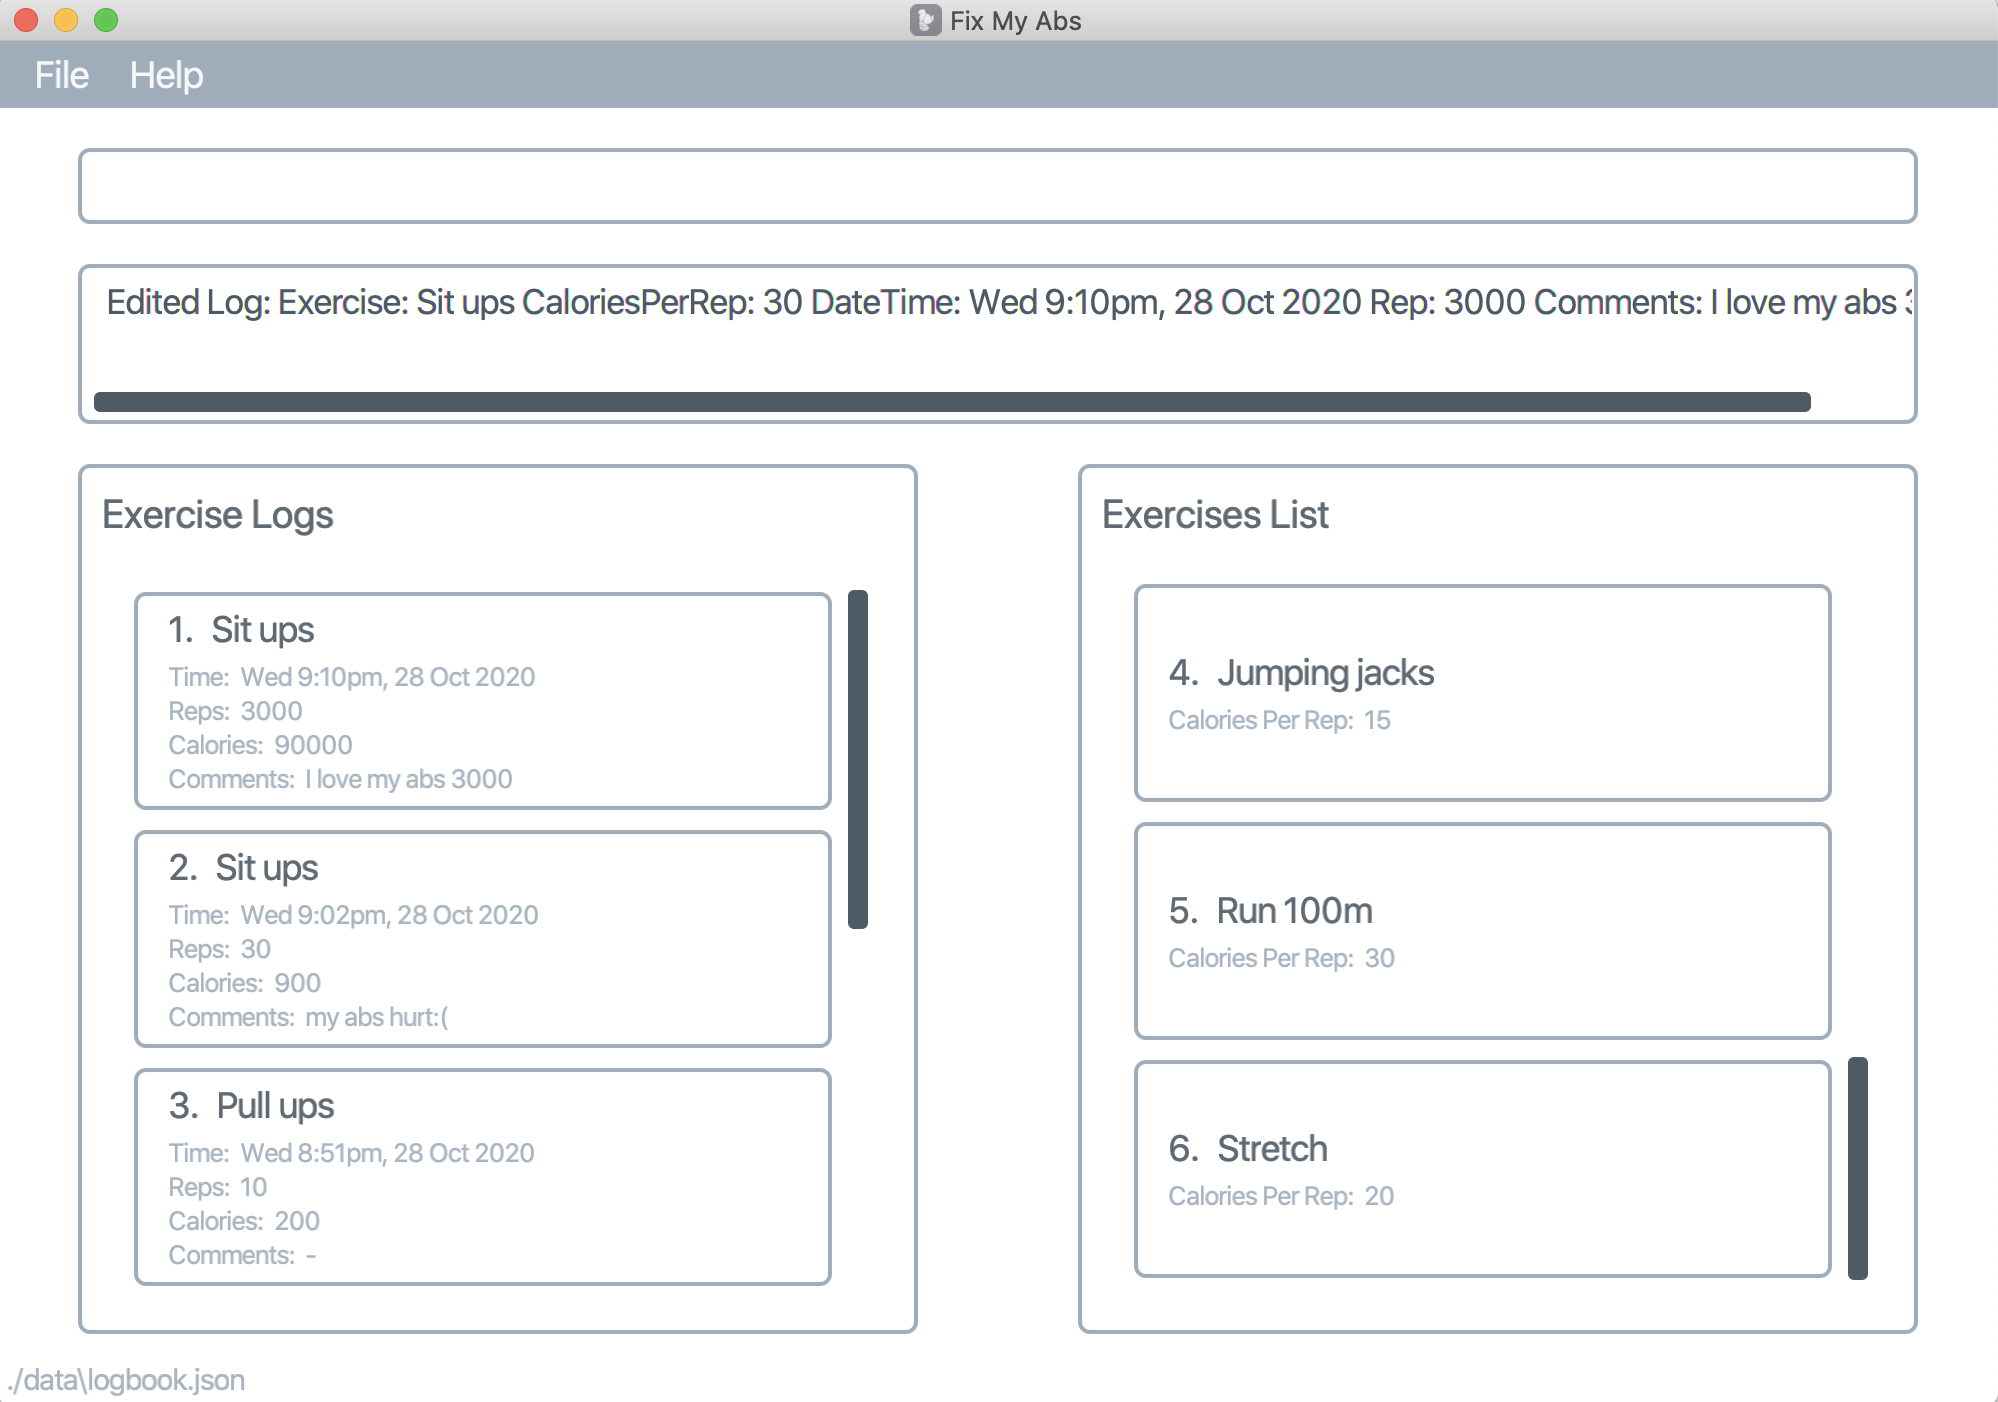 Fix My Abs
File Help
Edited Log: Exercise: Sit ups CaloriesPerRep: 30 DateTime: Wed 9:10pm, 28 Oct 2020 Rep: 3000 Comments: I love my abs
Exercise Logs
1. Sit ups
Time: Wed 9:10pm, 28 Oct 2020
Reps: 3000
Calories: 90000
Comments: I love my abs 3000
2. Sit ups
Time: Wed 9:02pm, 28 Oct 2020
Reps: 30
Calories: 900
Comments: my abs hurt:(
3. Pull ups
Time: Wed 8:51pm, 28 Oct 2020
Reps: 10
Calories: 200
Comments: -
Exercises List
4. Jumping jacks
Calories Per Rep: 15
5. Run 100m
Calories Per Rep: 30
6. Stretch
Calories Per Rep: 20
./data\logbook.json